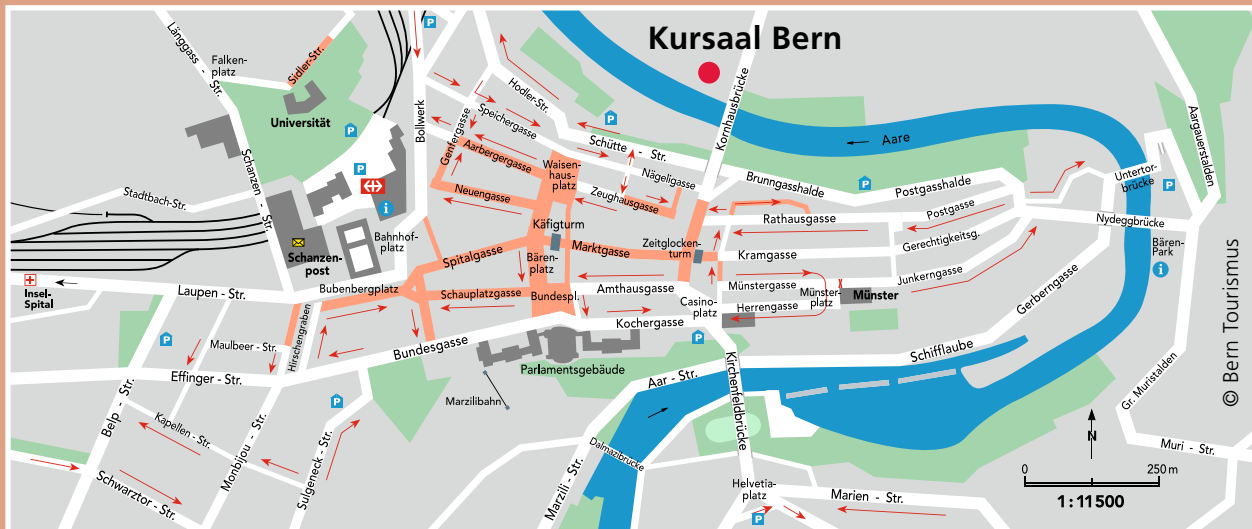 Kursaal Bern
Länggass - Str.
Falken-
platz
Sidler-Str.
Universität
P
P
P
Bollwerk
Hodler-Str.
Speichergasse
Genfergasse
Aarbergergasse
Neuengasse
Waisen-
haus-
platz
Schütte - Str.
P
Nägeligasse
Zeughausgasse
Kornhausbrücke
Brunngasshalde
P
Postgasshalde
Aare
Aargauerstalden
Untertor-
brücke
P
Nydeggbrücke
Bären-
Park
i
Rathausgasse
Postgasse
Gerechtigkeitsg.
Kramgasse
Junkerngasse
Münstergasse
Münster-
platz
Münster
Herrengasse
Gerberngasse
Zeitglocken-
turm
Käfigturm
Marktgasse
Bären-
platz
Spitalgasse
Schauplatzgasse
Bundespl.
Amthausgasse
Casino-
platz
Kochergasse
P
Schanzen - Str.
Stadtbach-Str.
i
Bahnhof-
platz
Schanzen-
post
Bubenbergplatz
Insel-
Spital
Laupen - Str.
Hirschengraben
P
Maulbeer - Str.
Effinger - Str.
Bundesgasse
Parlamentsgebäude
Marzilibahn
Belp - Str.
Kapellen - Str.
Monbijou - Str.
P
Sulgeneck - Str.
Schwarztor - Str.
Aar - Str.
Kirchenfeldbrücke
Schifflaube
Dalmazibrücke
Marzili - Str.
Helvetia-
platz
P
Marien - Str.
Gr. Muristalden
Muri - Str.
N
0 250 m
1 : 11 500
© Bern Tourismus